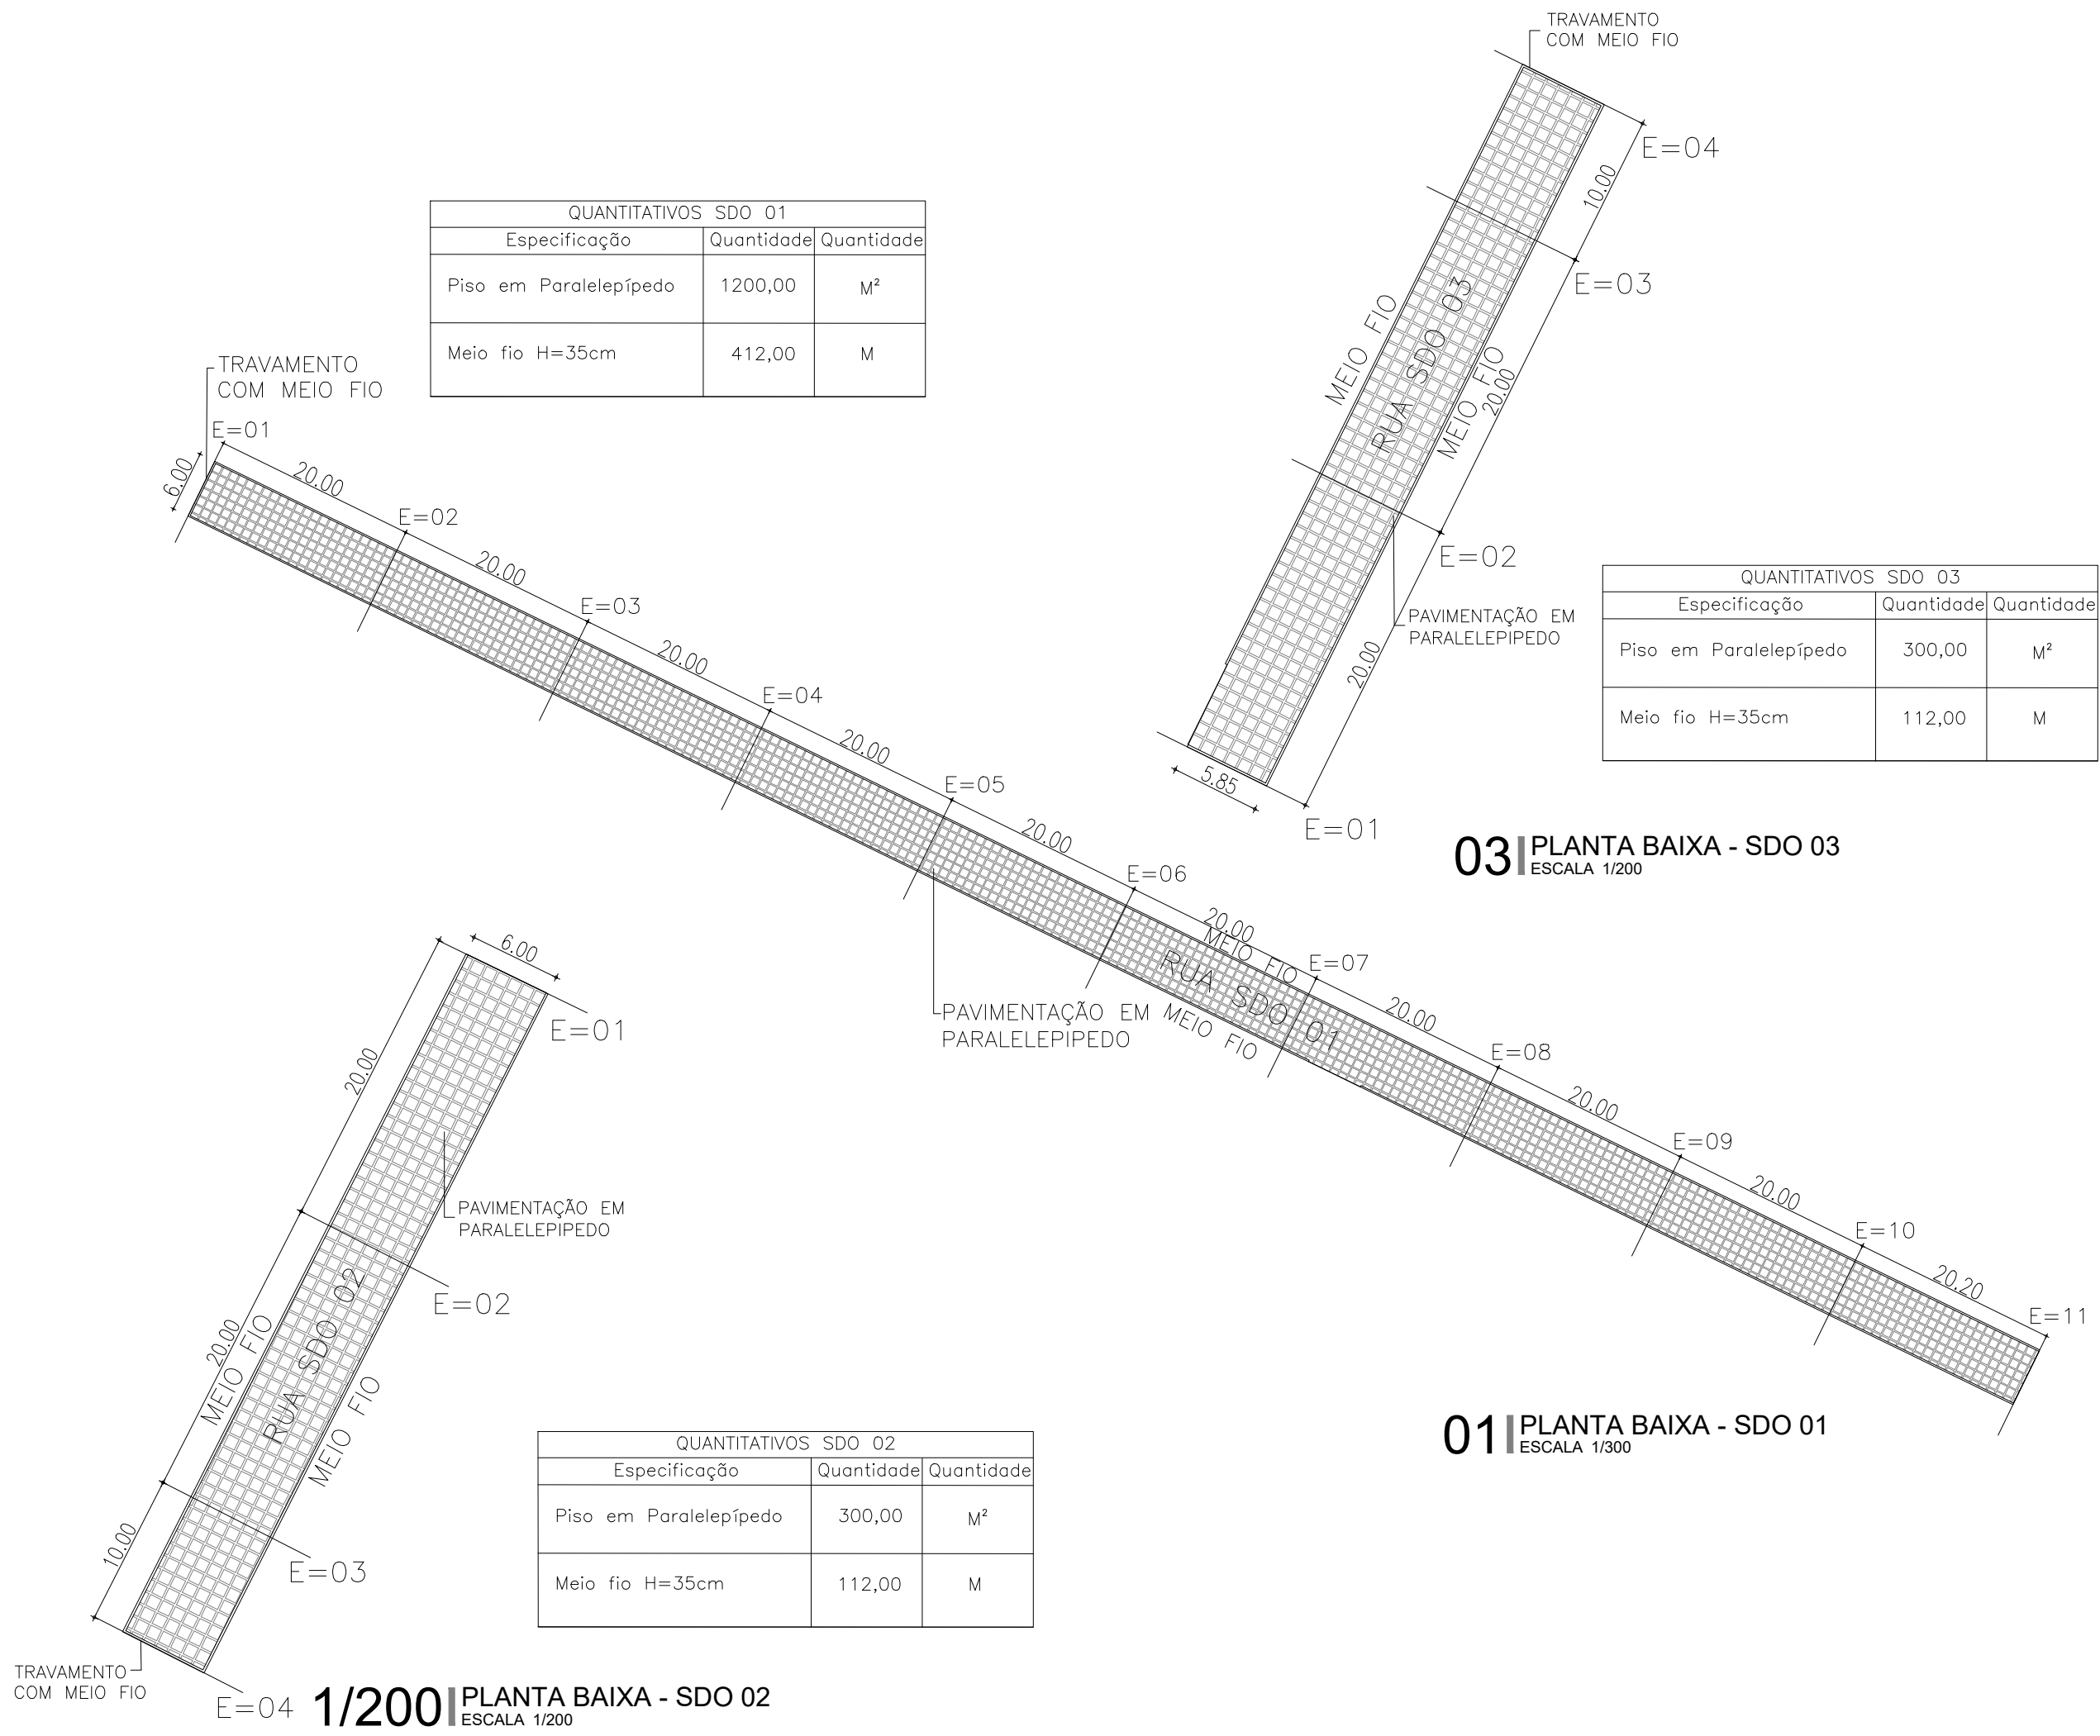 TRAVAMENTO
COM MEIO FIO
E=04
10.00
E=03
MEIO FIO
RUA SDO 03
MEIO FIO
20.00
E=02
PAVIMENTAÇÃO EM
PARALELEPIPEDO
20.00
5.85
E=01
03 PLANTA BAIXA - SDO 03
ESCALA 1/200
QUANTITATIVOS SDO 03
Especificação Quantidade Quantidade
Piso em Paralelepípedo 300,00 M²
Meio fio H=35cm 112,00 M
QUANTITATIVOS SDO 01
Especificação Quantidade Quantidade
Piso em Paralelepípedo 1200,00 M²
Meio fio H=35cm 412,00 M
TRAVAMENTO
COM MEIO FIO
E=01
6.00
20.00
E=02
20.00
E=03
20.00
E=04
20.00
E=05
20.00
E=06
20.00
MEIO FIO
E=07
RUA SDO 01
PAVIMENTAÇÃO EM
PARALELEPIPEDO
MEIO FIO
20.00
E=08
20.00
E=09
20.00
E=10
20.20
E=11
01 PLANTA BAIXA - SDO 01
ESCALA 1/300
6.00
E=01
20.00
PAVIMENTAÇÃO EM
PARALELEPIPEDO
E=02
20.00
MEIO FIO
RUA SDO 02
MEIO FIO
10.00
E=03
TRAVAMENTO
COM MEIO FIO
E=04
1/200 PLANTA BAIXA - SDO 02
ESCALA 1/200
QUANTITATIVOS SDO 02
Especificação Quantidade Quantidade
Piso em Paralelepípedo 300,00 M²
Meio fio H=35cm 112,00 M